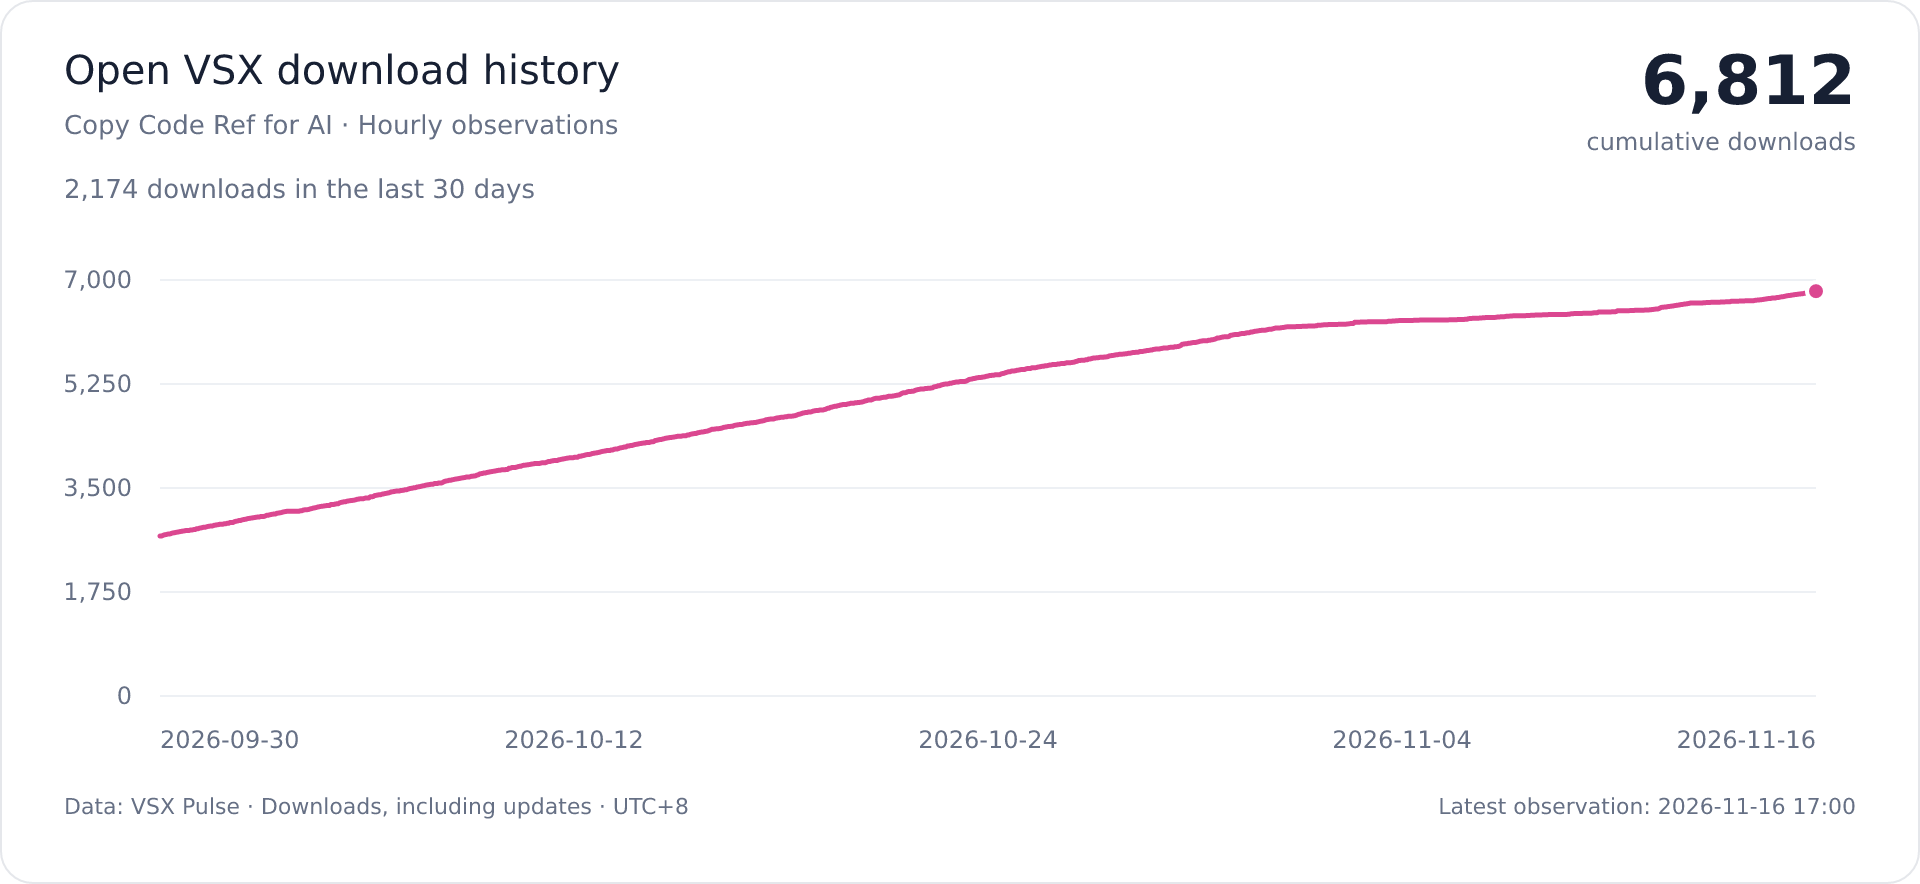 Open VSX download history
Copy Code Ref for AI · Hourly observations
2,174 downloads in the last 30 days
6,812
cumulative downloads
7,000
5,250
3,500
1,750
0
2026-09-30
2026-10-12
2026-10-24
2026-11-04
2026-11-16
Data: VSX Pulse · Downloads, including updates · UTC+8
Latest observation: 2026-11-16 17:00